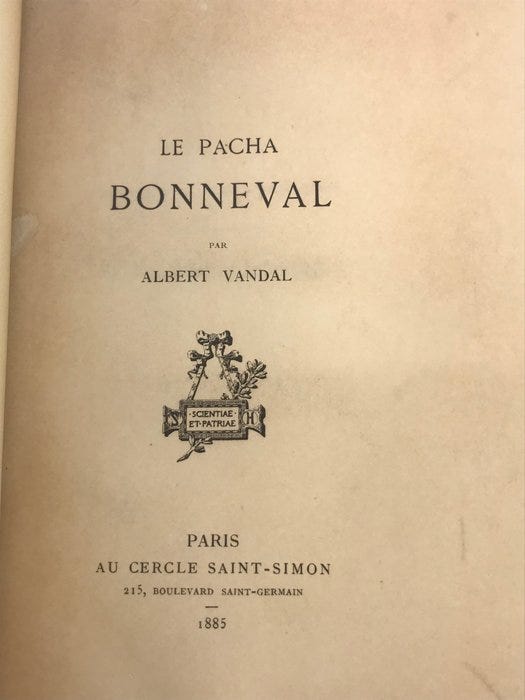 LE PACHA
BONNEVAL
PAR
ALBERT VANDAL
S H
·SCIENTIAE·
ET·PATRIAE
PARIS
AU CERCLE SAINT-SIMON
215, BOULEVARD SAINT-GERMAIN
1885